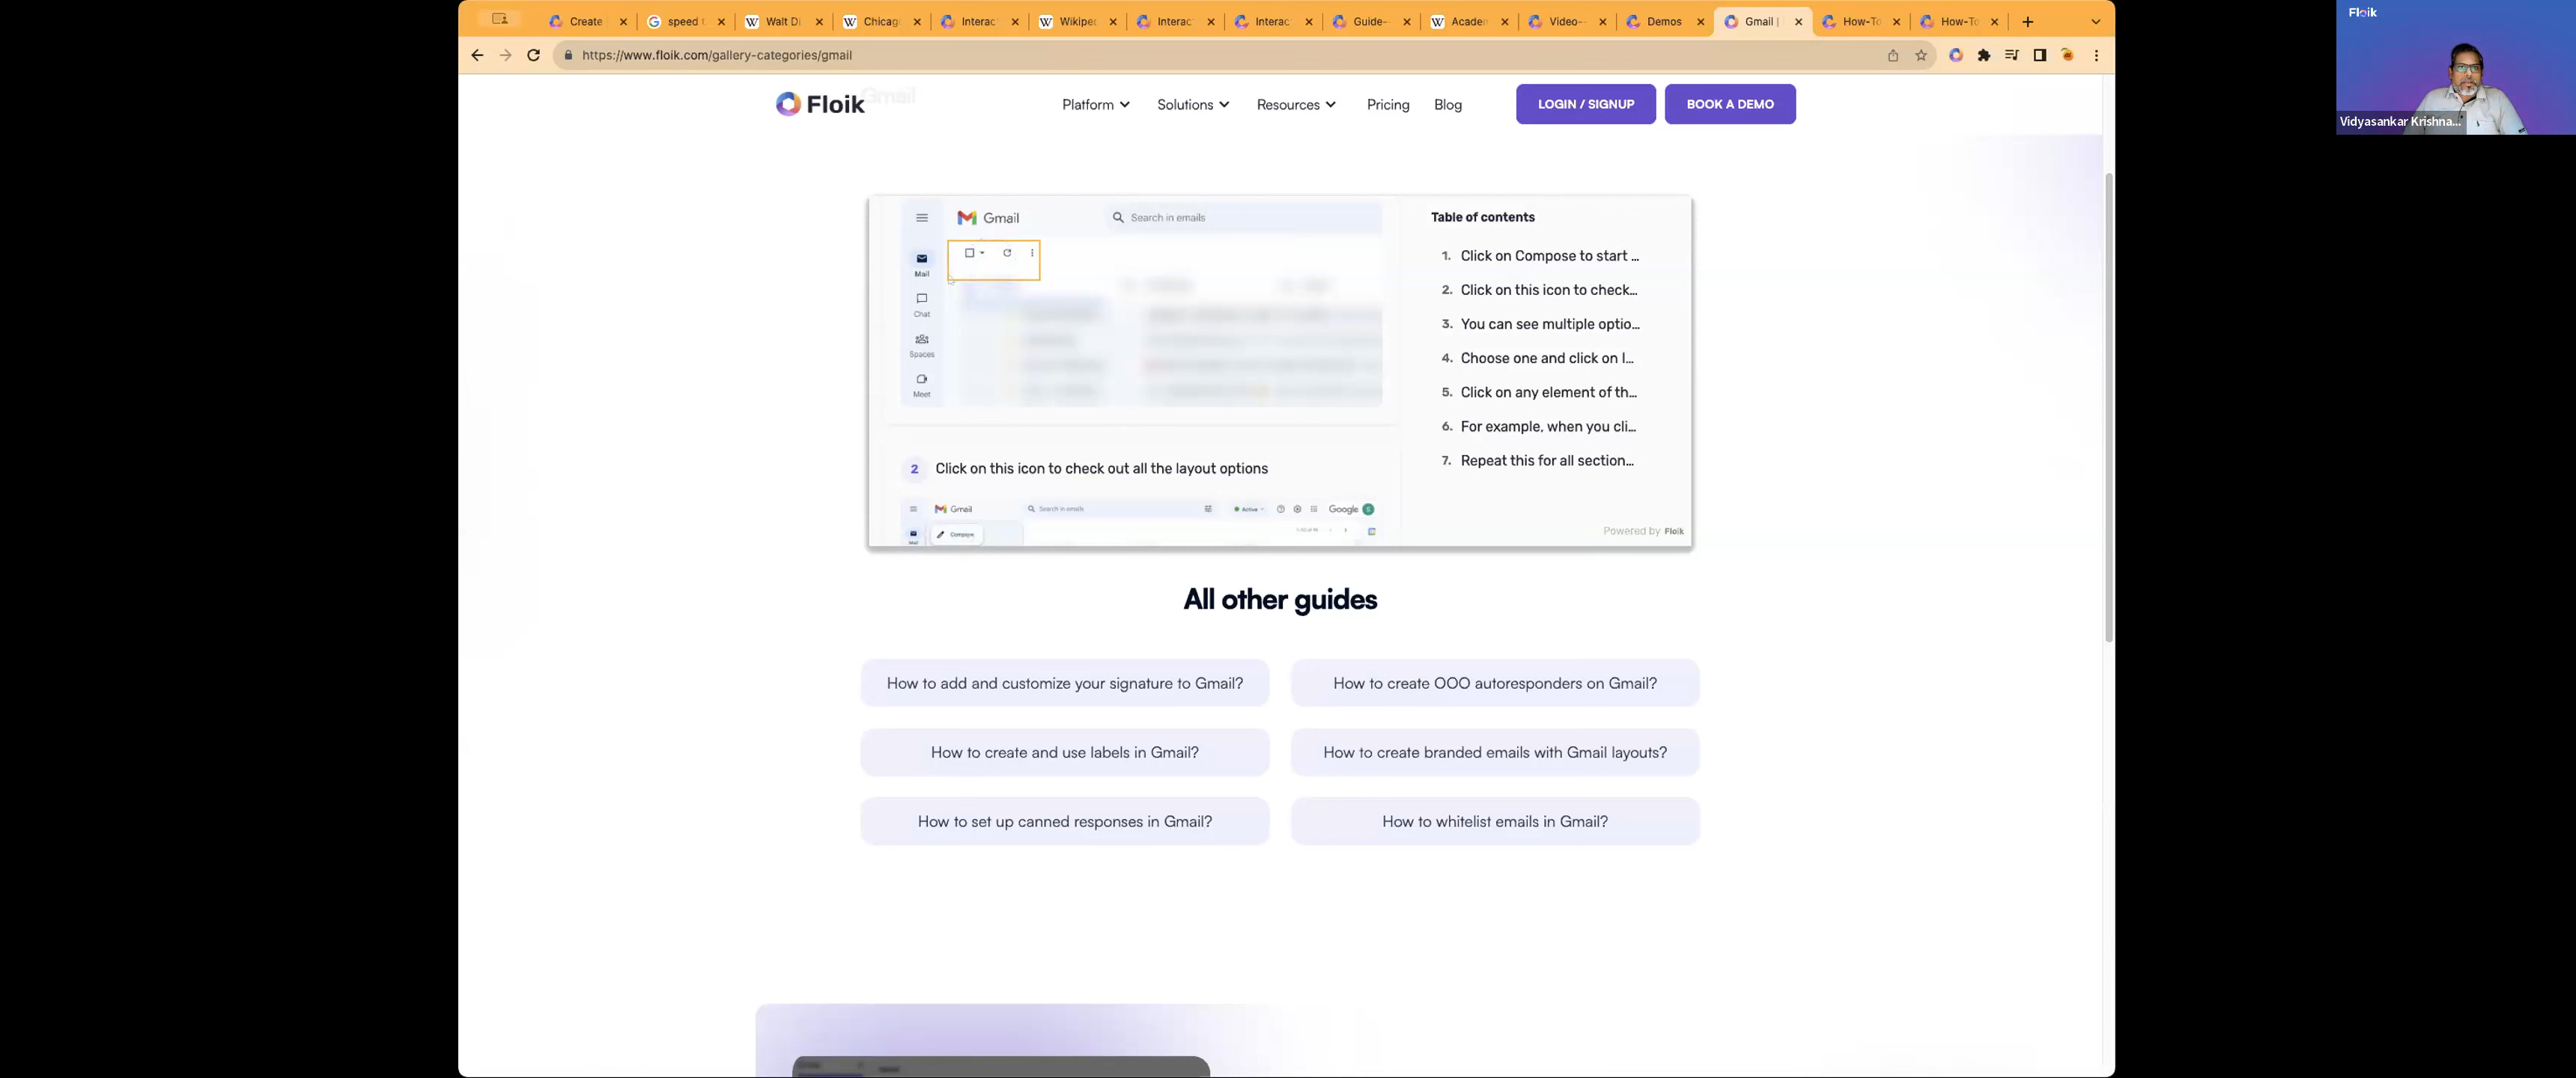 Create
speed t
Walt Di
Chicag
Interac
Wikipe
Interac
Interac
Guide-
Acade
Video-
Demos
Gmail |
How-To
How-To
https://www.floik.com/gallery-categories/gmail
Floik
Gmail
Platform
Solutions
Resources
Pricing
Blog
LOGIN / SIGNUP
BOOK A DEMO
Gmail
Search in emails
Mail
Chat
Spaces
Meet
Table of contents
1. Click on Compose to start ...
2. Click on this icon to check...
3. You can see multiple optio...
4. Choose one and click on I...
5. Click on any element of th...
6. For example, when you cli...
7. Repeat this for all section...
2 Click on this icon to check out all the layout options
Gmail
Search in emails
Active
Google
Mail
Compose
Powered by Floik
All other guides
How to add and customize your signature to Gmail?
How to create OOO autoresponders on Gmail?
How to create and use labels in Gmail?
How to create branded emails with Gmail layouts?
How to set up canned responses in Gmail?
How to whitelist emails in Gmail?
Floik
Vidyasankar Krishna...